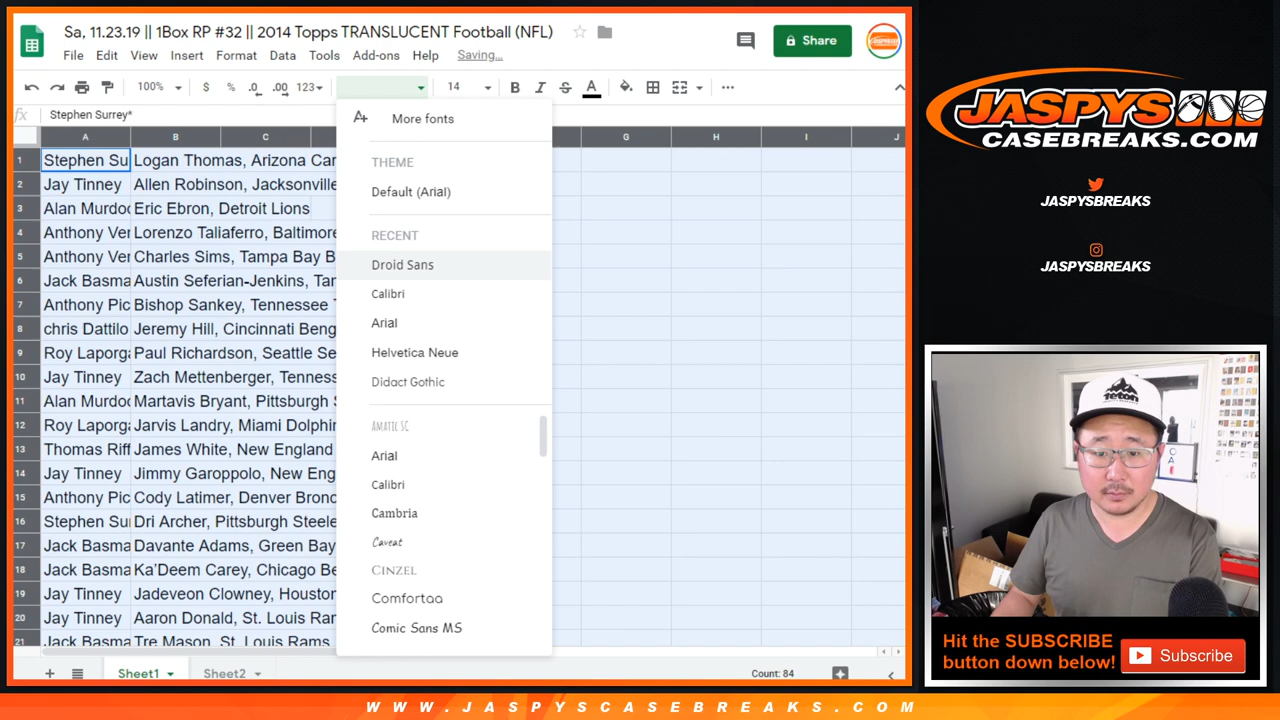 Sa, 11.23.19 || 1Box RP #32 || 2014 Topps TRANSLUCENT Football (NFL)
File Edit View Insert Format Data Tools Add-ons Help Saving...
Share
100% $ % .0 .00 123 14 B I S A
fx Stephen Surrey*
A B C G H I J
1 Stephen Su Logan Thomas, Arizona Car
2 Jay Tinney Allen Robinson, Jacksonville
3 Alan Murdoc Eric Ebron, Detroit Lions
4 Anthony Ver Lorenzo Taliaferro, Baltimore
5 Anthony Ver Charles Sims, Tampa Bay B
6 Jack Basma Austin Seferian-Jenkins, Tar
7 Anthony Pic Bishop Sankey, Tennessee T
8 chris Dattilo Jeremy Hill, Cincinnati Beng
9 Roy Laporga Paul Richardson, Seattle Se
10 Jay Tinney Zach Mettenberger, Tenness
11 Alan Murdoc Martavis Bryant, Pittsburgh S
12 Roy Laporga Jarvis Landry, Miami Dolphin
13 Thomas Riff James White, New England
14 Jay Tinney Jimmy Garoppolo, New Eng
15 Anthony Pic Cody Latimer, Denver Bronc
16 Stephen Sur Dri Archer, Pittsburgh Steele
17 Jack Basma Davante Adams, Green Bay
18 Jack Basma Ka'Deem Carey, Chicago Be
19 Jay Tinney Jadeveon Clowney, Houston
20 Jay Tinney Aaron Donald, St. Louis Ram
21 Jack Basma Tre Mason, St. Louis Rams
More fonts
THEME
Default (Arial)
RECENT
Droid Sans
Calibri
Arial
Helvetica Neue
Didact Gothic
AMATIC SC
Arial
Calibri
Cambria
Caveat
CINZEL
Comfortaa
Comic Sans MS
Sheet1 Sheet2 Count: 84
JASPYS
CASEBREAKS.COM
JASPYSBREAKS
JASPYSBREAKS
teton
Hit the SUBSCRIBE
button down below!
Subscribe
WWW.JASPYSCASEBREAKS.COM